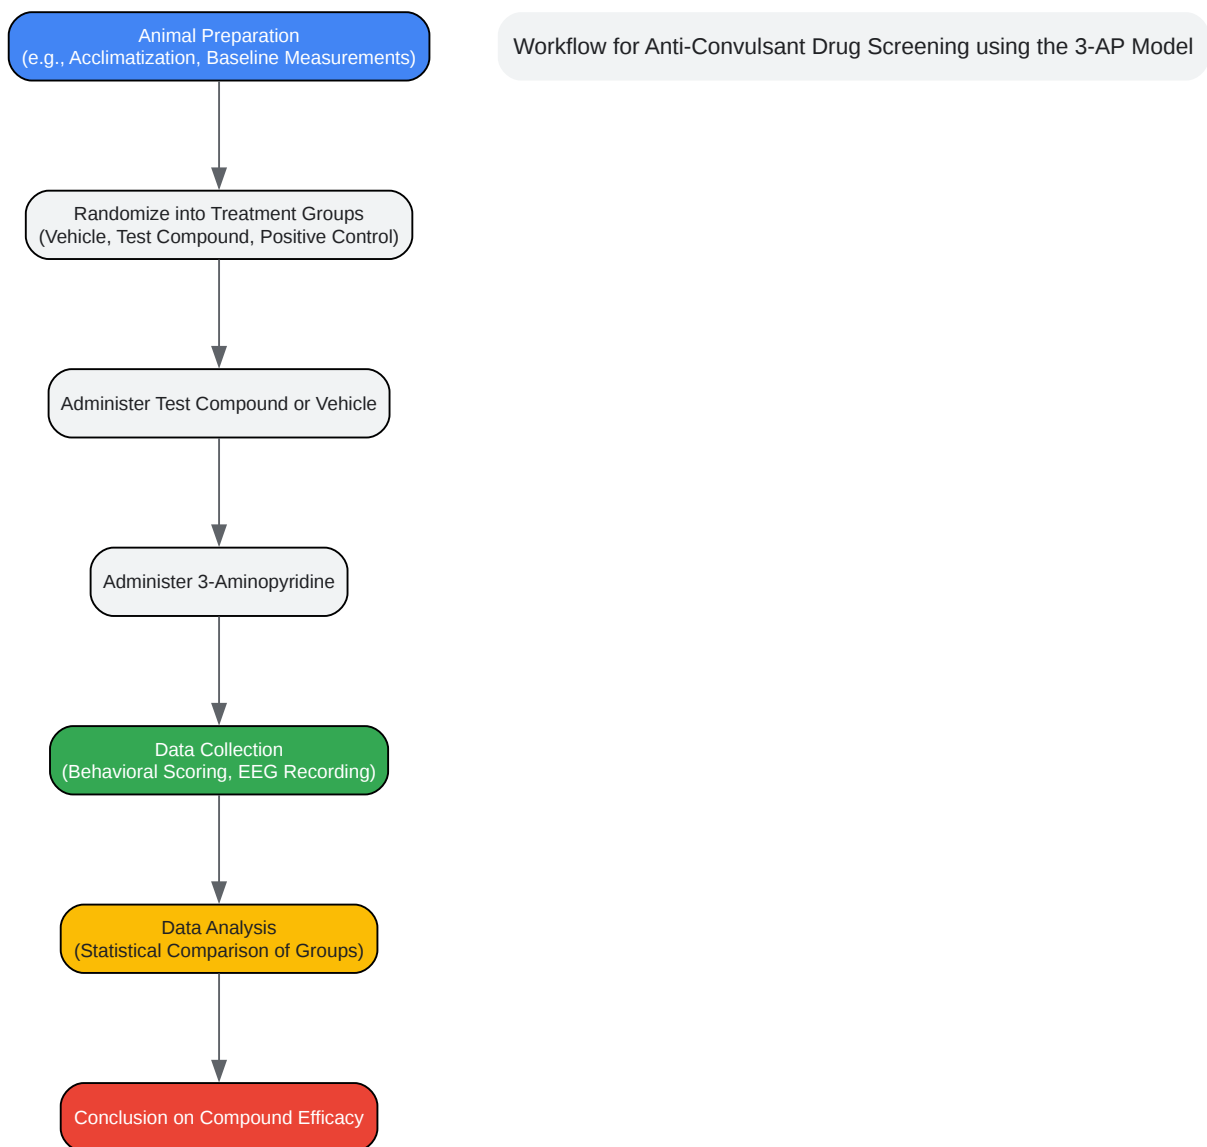 Animal Preparation
(e.g., Acclimatization, Baseline Measurements)
Workflow for Anti-Convulsant Drug Screening using the 3-AP Model
Randomize into Treatment Groups
(Vehicle, Test Compound, Positive Control)
Administer Test Compound or Vehicle
Administer 3-Aminopyridine
Data Collection
(Behavioral Scoring, EEG Recording)
Data Analysis
(Statistical Comparison of Groups)
Conclusion on Compound Efficacy